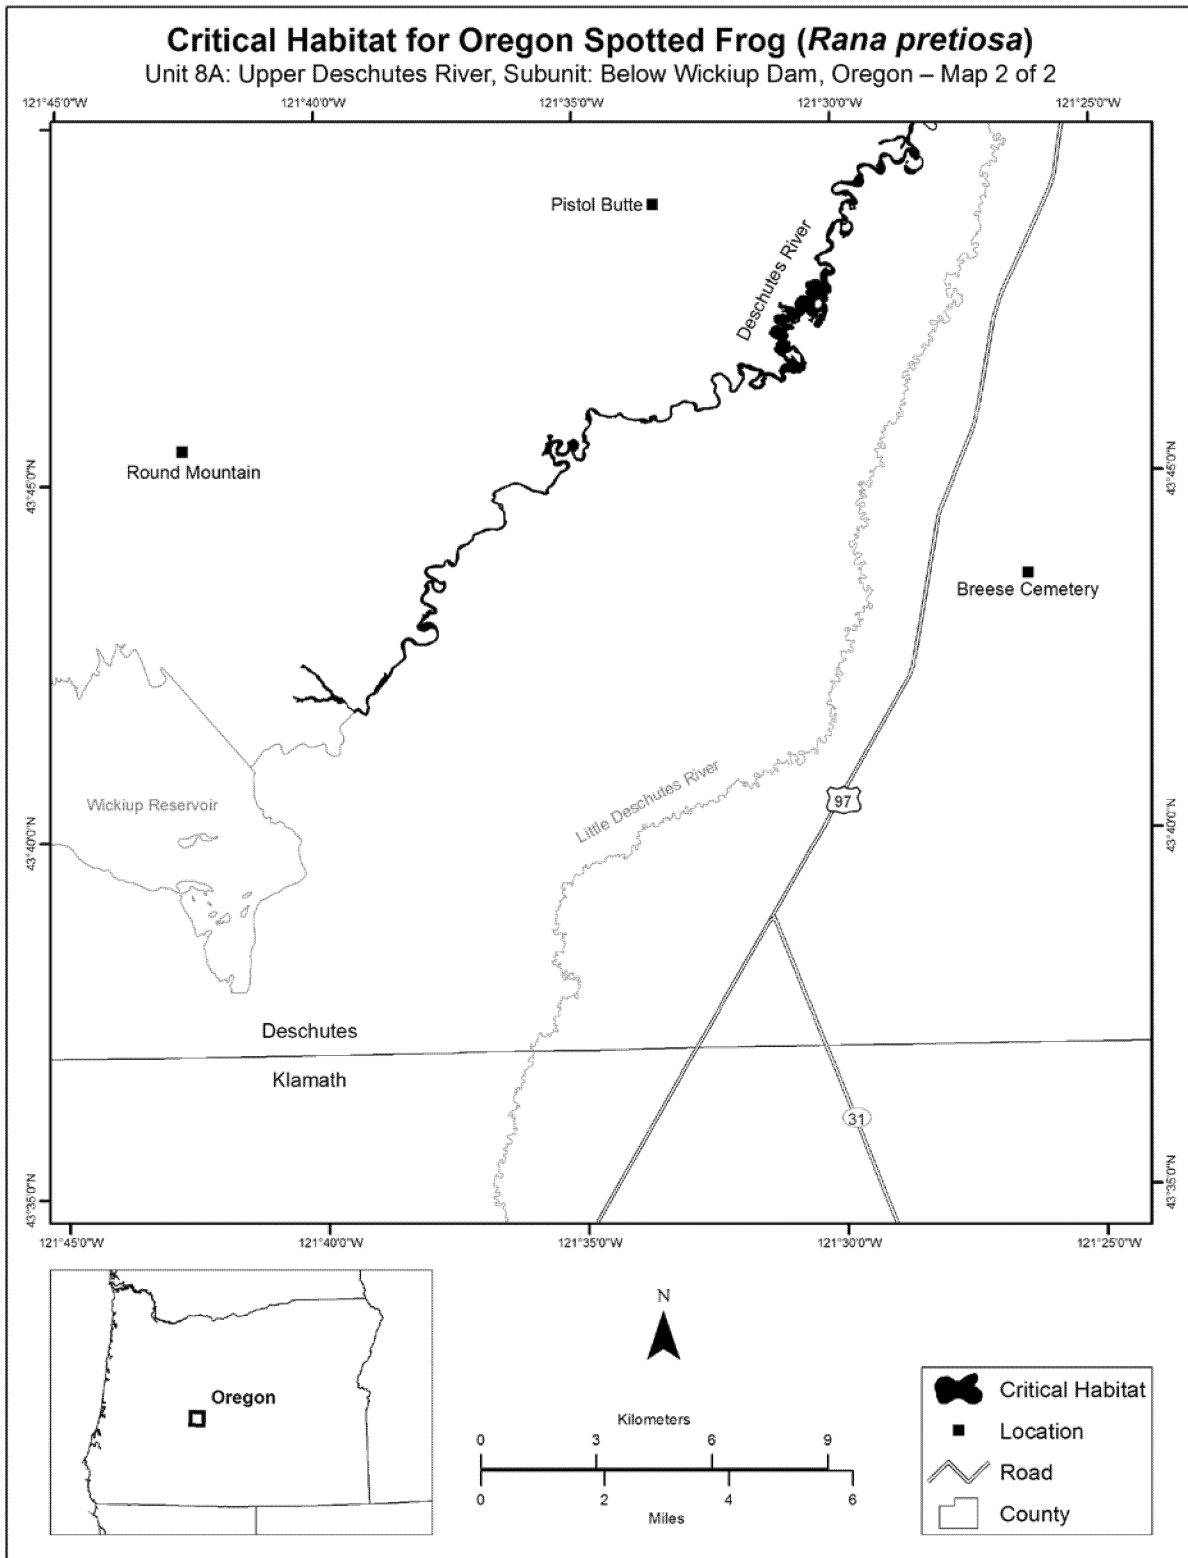 Critical Habitat for Oregon Spotted Frog (Rana pretiosa)
Unit 8A: Upper Deschutes River, Subunit: Below Wickiup Dam, Oregon – Map 2 of 2
121°45'0"W 121°40'0"W 121°35'0"W 121°30'0"W 121°25'0"W
Pistol Butte
Deschutes River
Round Mountain
43°45'0"N
43°45'0"N
Breese Cemetery
Wickiup Reservoir
Little Deschutes River
97
43°40'0"N
43°40'0"N
Deschutes
Klamath
31
43°35'0"N
43°35'0"N
121°45'0"W 121°40'0"W 121°35'0"W 121°30'0"W 121°25'0"W
Oregon
N
Kilometers
0 3 6 9
0 2 4 6
Miles
Critical Habitat
Location
Road
County